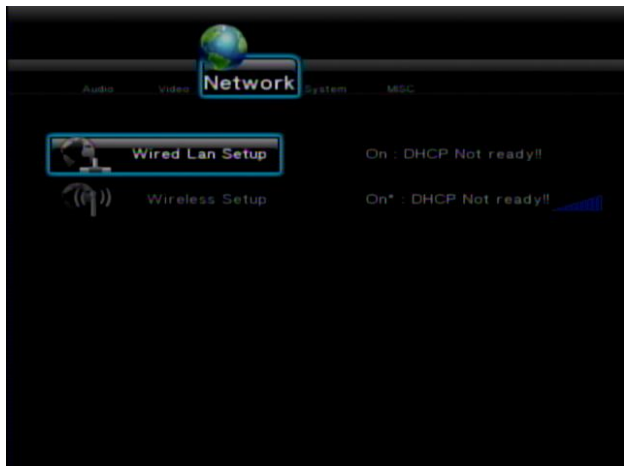 Audio Video Network System MISC
Wired Lan Setup On : DHCP Not ready!!
Wireless Setup On* : DHCP Not ready!!